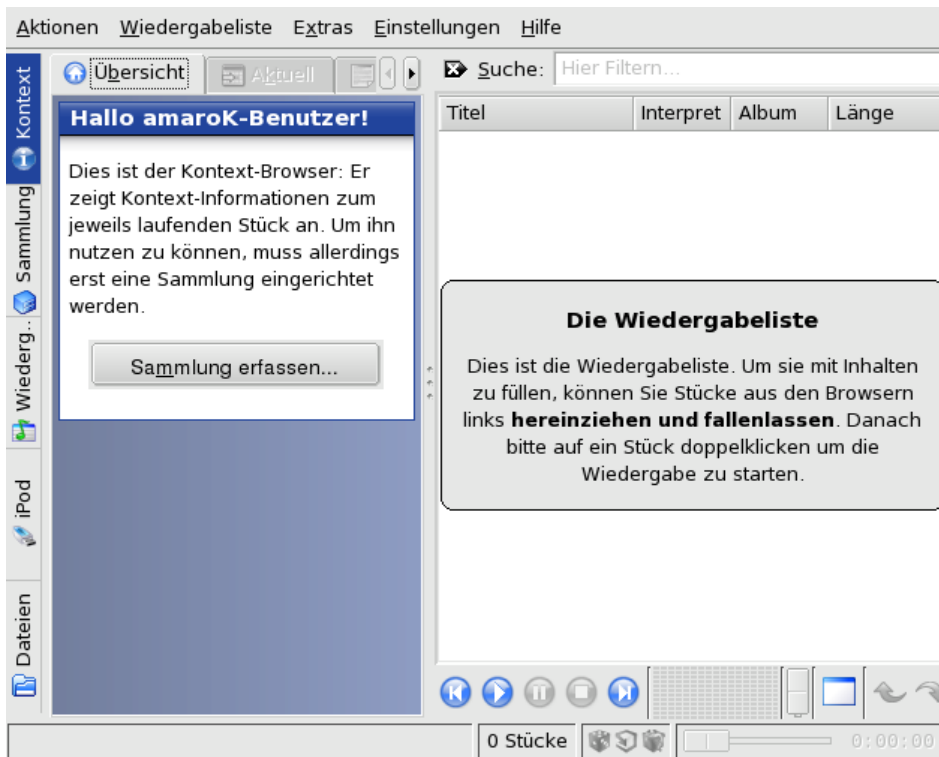 Aktionen Wiedergabeliste Extras Einstellungen Hilfe
Kontext
Sammlung
Wiederg..
iPod
Dateien
Übersicht Aktuell
Hallo amaroK-Benutzer!
Dies ist der Kontext-Browser: Er
zeigt Kontext-Informationen zum
jeweils laufenden Stück an. Um ihn
nutzen zu können, muss allerdings
erst eine Sammlung eingerichtet
werden.
Sammlung erfassen...
Suche: Hier Filtern...
Titel Interpret Album Länge
Die Wiedergabeliste
Dies ist die Wiedergabeliste. Um sie mit Inhalten
zu füllen, können Sie Stücke aus den Browsern
links hereinziehen und fallenlassen. Danach
bitte auf ein Stück doppelklicken um die
Wiedergabe zu starten.
0 Stücke 0:00:00